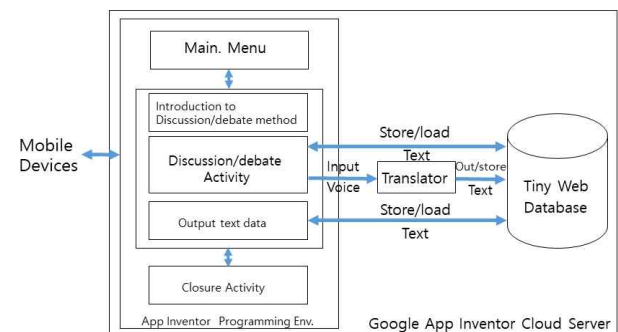 Main. Menu
Introduction to
Discussion/debate method
Mobile
Devices
Discussion/debate
Activity
Store/load
Text
Input
Voice
Translator
Out/store
Text
Tiny Web
Database
Output text data
Store/load
Text
Closure Activity
App Inventor Programming Env.
Google App Inventor Cloud Server